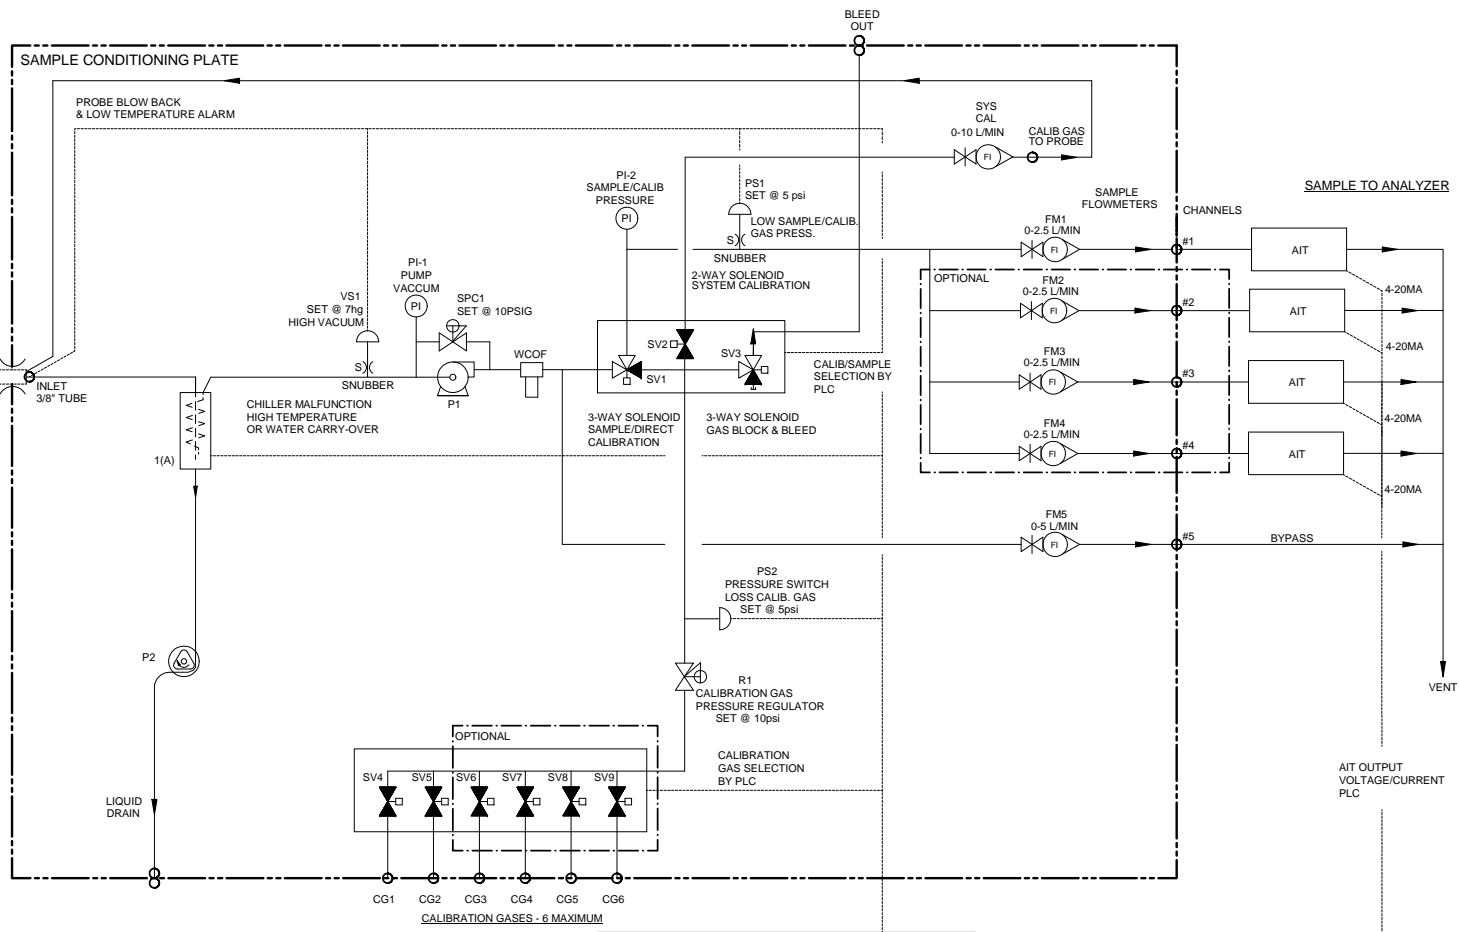 BLEED
OUT
SAMPLE CONDITIONING PLATE
PROBE BLOW BACK
& LOW TEMPERATURE ALARM
SYS
CAL
0-10 L/MIN
FI
CALIB GAS
TO PROBE
PI-2
SAMPLE/CALIB
PRESSURE
PI
PS1
SET @ 5 psi
LOW SAMPLE/CALIB.
GAS PRESS.
S
SNUBBER
SAMPLE
FLOWMETERS
CHANNELS
SAMPLE TO ANALYZER
FM1
0-2.5 L/MIN
FI
#1
AIT
4-20MA
OPTIONAL
FM2
0-2.5 L/MIN
FI
#2
AIT
4-20MA
FM3
0-2.5 L/MIN
FI
#3
AIT
4-20MA
FM4
0-2.5 L/MIN
FI
#4
AIT
4-20MA
FM5
0-5 L/MIN
FI
#5
BYPASS
VENT
PI-1
PUMP
VACCUM
PI
VS1
SET @ 7hg
HIGH VACUUM
S
SNUBBER
SPC1
SET @ 10PSIG
P1
WCOF
2-WAY SOLENOID
SYSTEM CALIBRATION
SV2
SV3
SV1
CALIB/SAMPLE
SELECTION BY
PLC
3-WAY SOLENOID
SAMPLE/DIRECT
CALIBRATION
3-WAY SOLENOID
GAS BLOCK & BLEED
INLET
3/8" TUBE
CHILLER MALFUNCTION
HIGH TEMPERATURE
OR WATER CARRY-OVER
1(A)
P2
LIQUID
DRAIN
PS2
PRESSURE SWITCH
LOSS CALIB. GAS
SET @ 5psi
R1
CALIBRATION GAS
PRESSURE REGULATOR
SET @ 10psi
OPTIONAL
CALIBRATION
GAS SELECTION
BY PLC
SV4 SV5 SV6 SV7 SV8 SV9
CG1 CG2 CG3 CG4 CG5 CG6
CALIBRATION GASES - 6 MAXIMUM
AIT OUTPUT
VOLTAGE/CURRENT
PLC